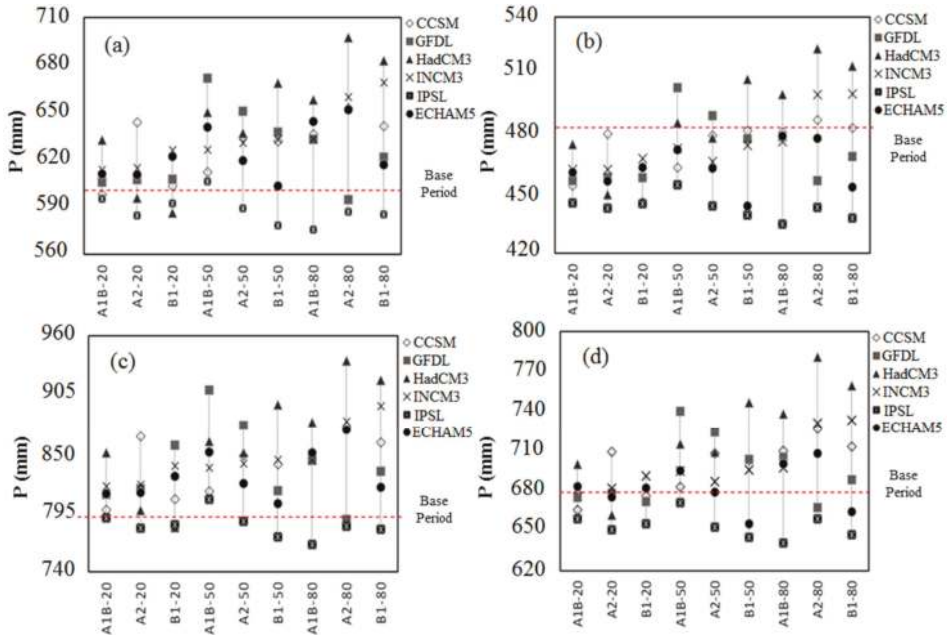 710
680
650
620
590
560
P (mm)
(a)
CCSM
GFDL
HadCM3
INCM3
IPSL
ECHAM5
Base
Period
A1B-20
A2-20
B1-20
A1B-50
A2-50
B1-50
A1B-80
A2-80
B1-80
540
510
480
450
420
P (mm)
(b)
CCSM
GFDL
HadCM3
INCM3
IPSL
ECHAM5
Base
Period
A1B-20
A2-20
B1-20
A1B-50
A2-50
B1-50
A1B-80
A2-80
B1-80
960
905
850
795
740
P (mm)
(c)
CCSM
GFDL
HadCM3
INCM3
IPSL
ECHAM5
Base
Period
A1B-20
A2-20
B1-20
A1B-50
A2-50
B1-50
A1B-80
A2-80
B1-80
800
770
740
710
680
650
620
P (mm)
(d)
CCSM
GFDL
HadCM3
INCM3
IPSL
ECHAM5
Base
Period
A1B-20
A2-20
B1-20
A1B-50
A2-50
B1-50
A1B-80
A2-80
B1-80